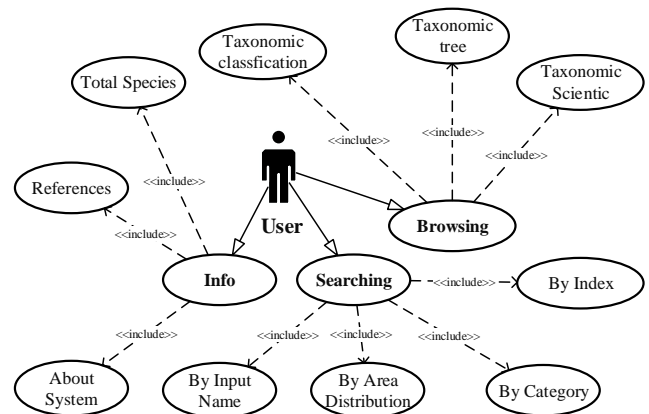 Taxonomic
classfication
Taxonomic
tree
Total Species
Taxonomic
Scientic
<<include>>
<<include>>
<<include>>
<<include>>
References
User
Browsing
<<include>>
Info
Searching
<<include>>
By Index
<<include>>
<<include>>
<<include>>
<<include>>
About
System
By Input
Name
By Area
Distribution
By Category